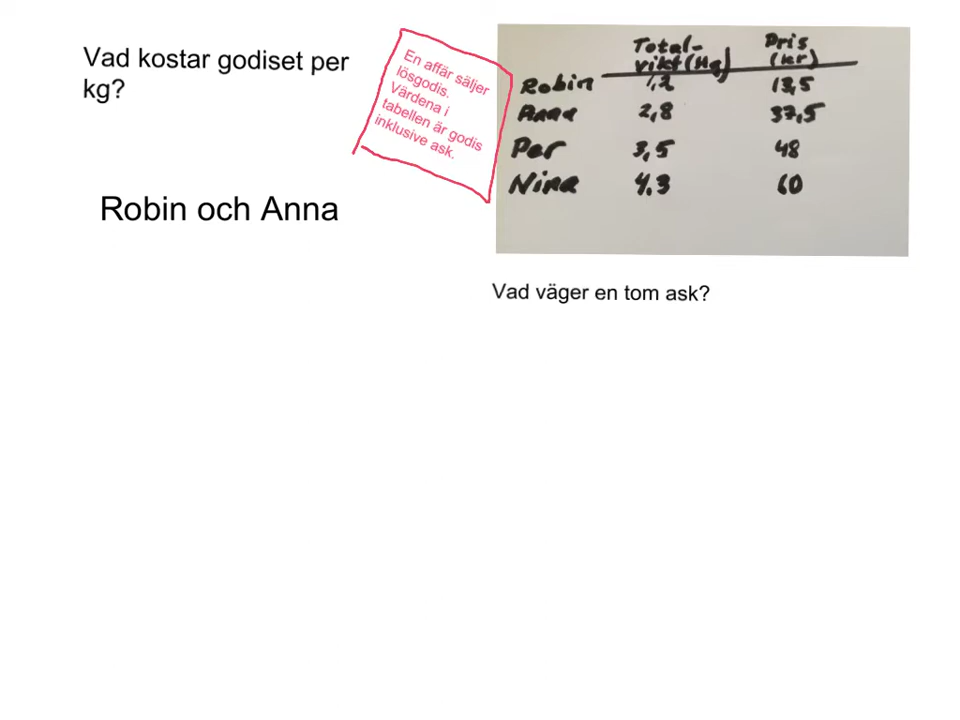 Vad kostar godiset per
kg?
En affär säljer
lösgodis.
Värdena i
tabellen är godis
inklusive ask.
Total- Pris
vikt (Hg) (kr)
Robin 1,2 13,5
Anna 2,8 37,5
Per 3,5 48
Nina 4.3 60
Robin och Anna
Vad väger en tom ask?